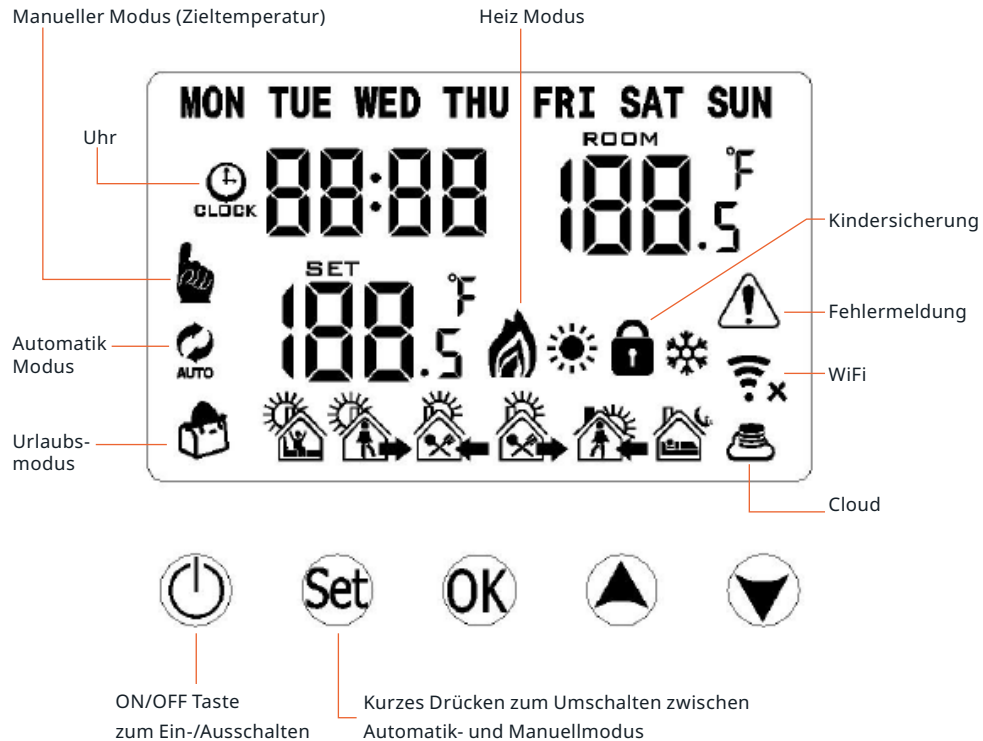 Manueller Modus (Zieltemperatur)
Heiz Modus
MON TUE WED THU FRI SAT SUN
Uhr
CLOCK
88:88
ROOM
188.5 °F
Kindersicherung
SET
188.5 °F
Fehlermeldung
Automatik
Modus
AUTO
WiFi
Urlaubs-
modus
Cloud
Set
OK
ON/OFF Taste
zum Ein-/Ausschalten
Kurzes Drücken zum Umschalten zwischen
Automatik- und Manuellmodus